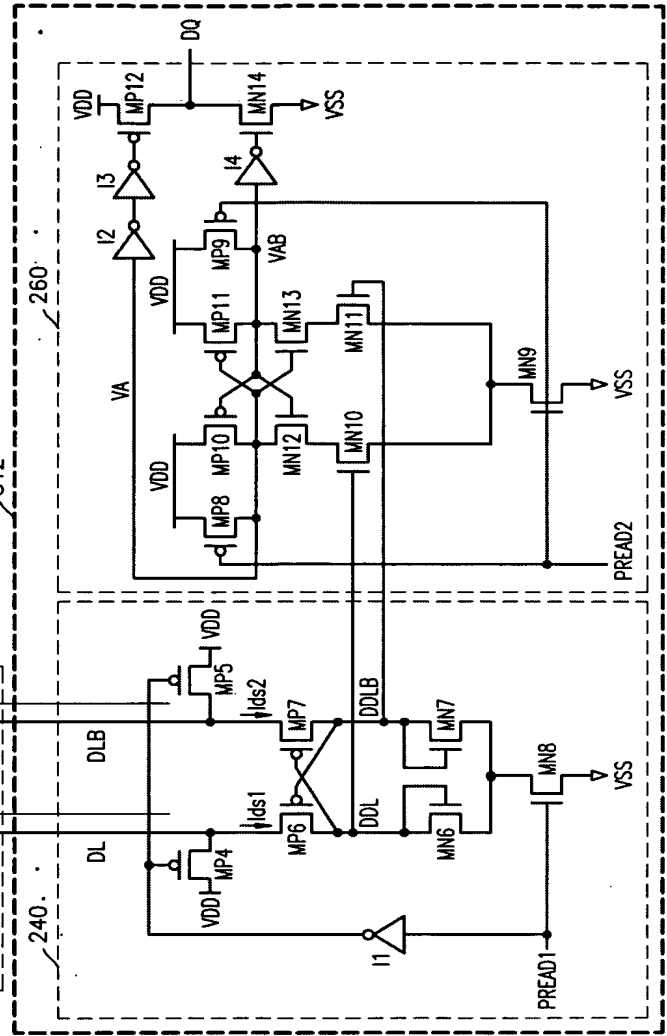 240
DL
DLB
VDD
MP4
MP5
VDD
Ids1
Ids2
MP6
MP7
DDL
DDLB
I1
MN6
MN7
MN8
VSS
PREAD1
260
VA
I2
I3
VDD
MP12
DQ
VDD
VDD
MP8
MP10
MP11
MP9
VAB
I4
MN14
VSS
MN12
MN13
MN10
MN11
MN9
VSS
PREAD2